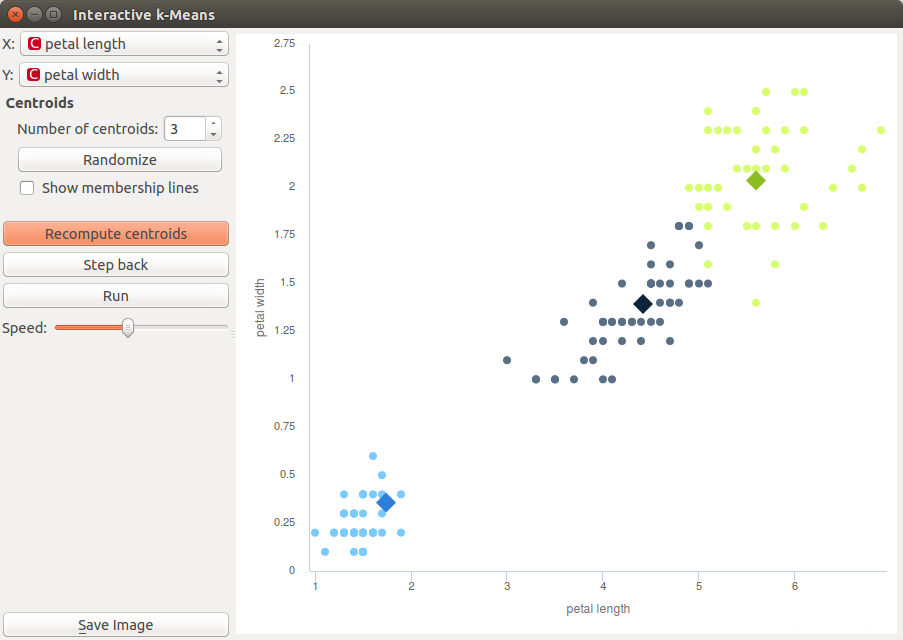 Interactive k-Means
X: C petal length
Y: C petal width
Centroids
Number of centroids: 3
Randomize
Show membership lines
Recompute centroids
Step back
Run
Speed:
Save Image
2.75
2.5
2.25
2
1.75
1.5
1.25
1
0.75
0.5
0.25
0
petal width
1 2 3 4 5 6
petal length